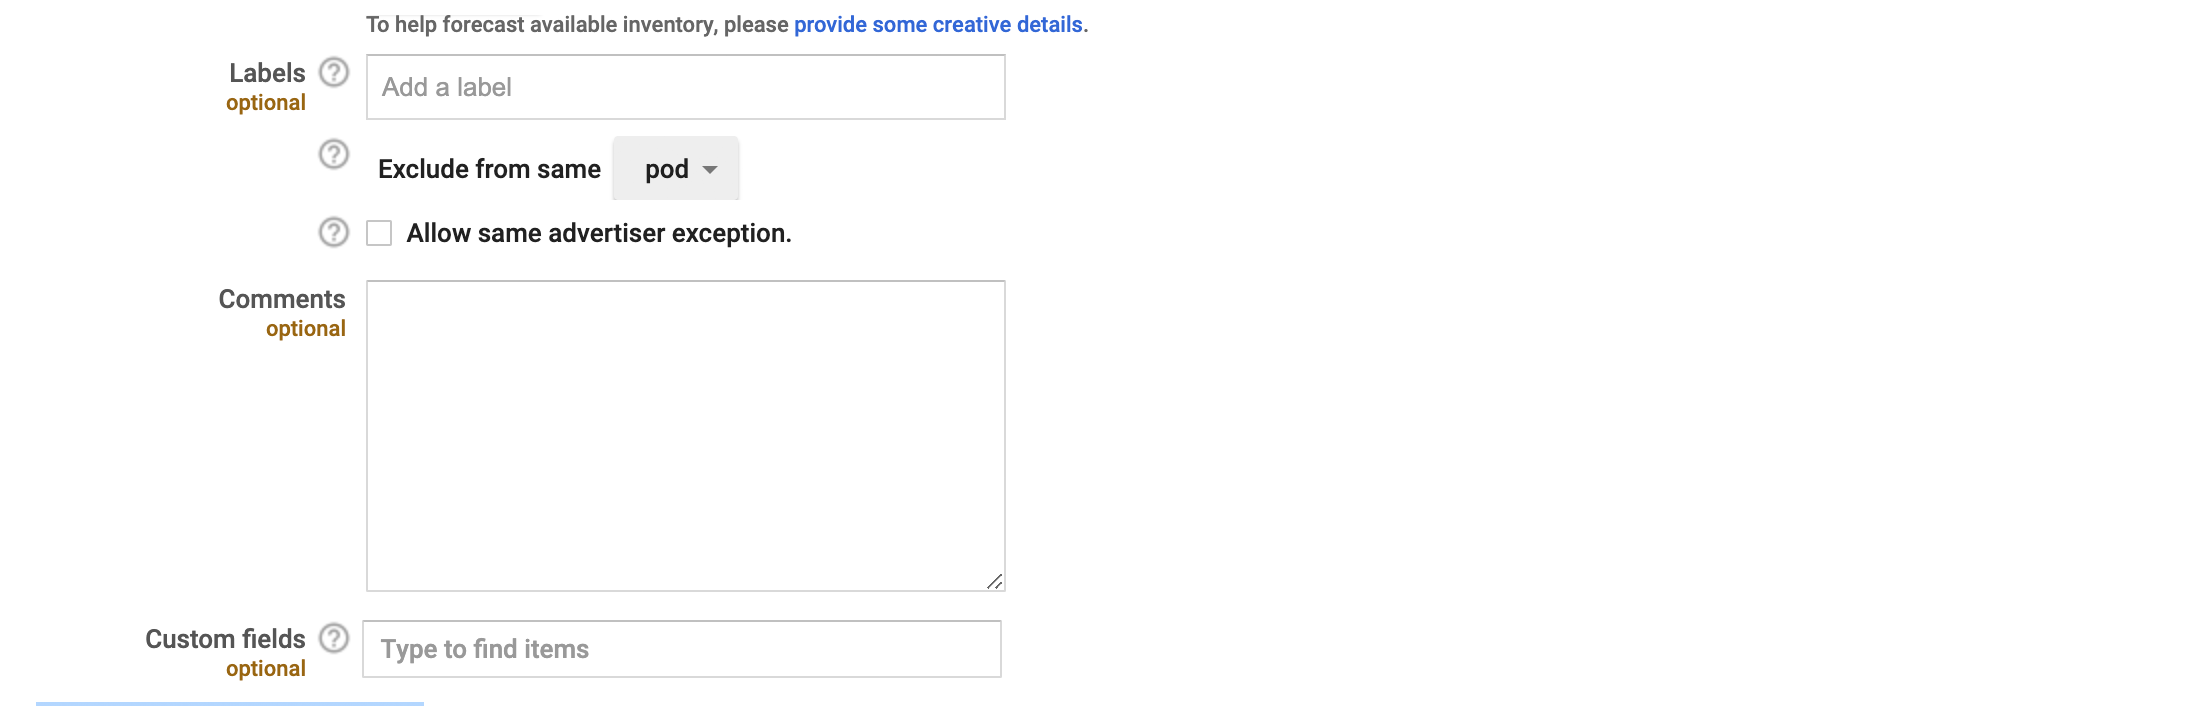 To help forecast available inventory, please provide some creative details.
Labels
optional
Add a label
Exclude from same pod
Allow same advertiser exception.
Comments
optional
Custom fields
optional
Type to find items